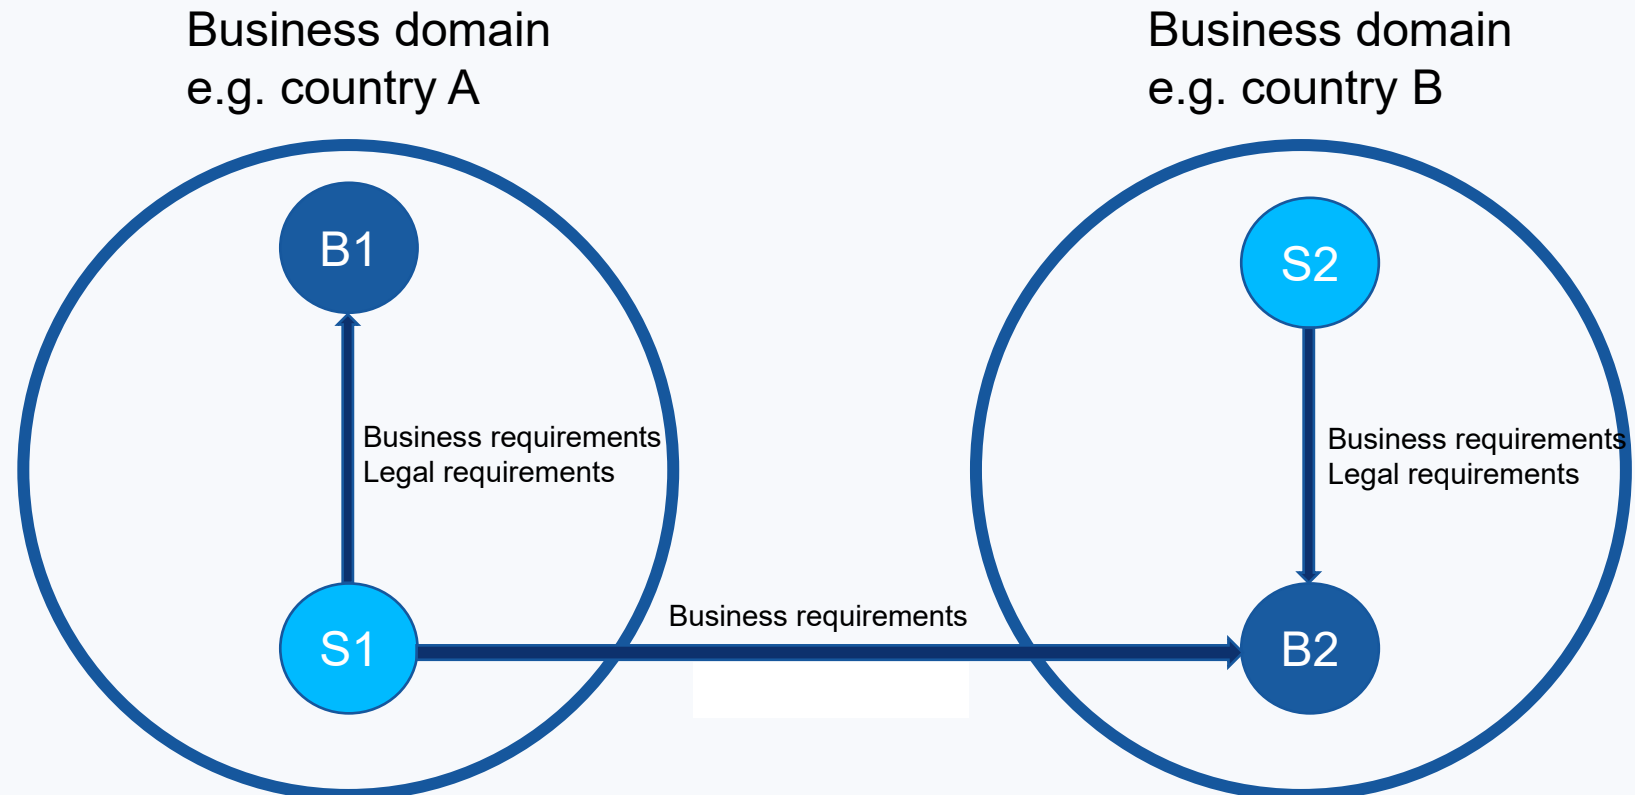 Business domain
e.g. country A
Business domain
e.g. country B
B1
S2
Business requirements
Legal requirements
Business requirements
Legal requirements
Business requirements
S1
B2